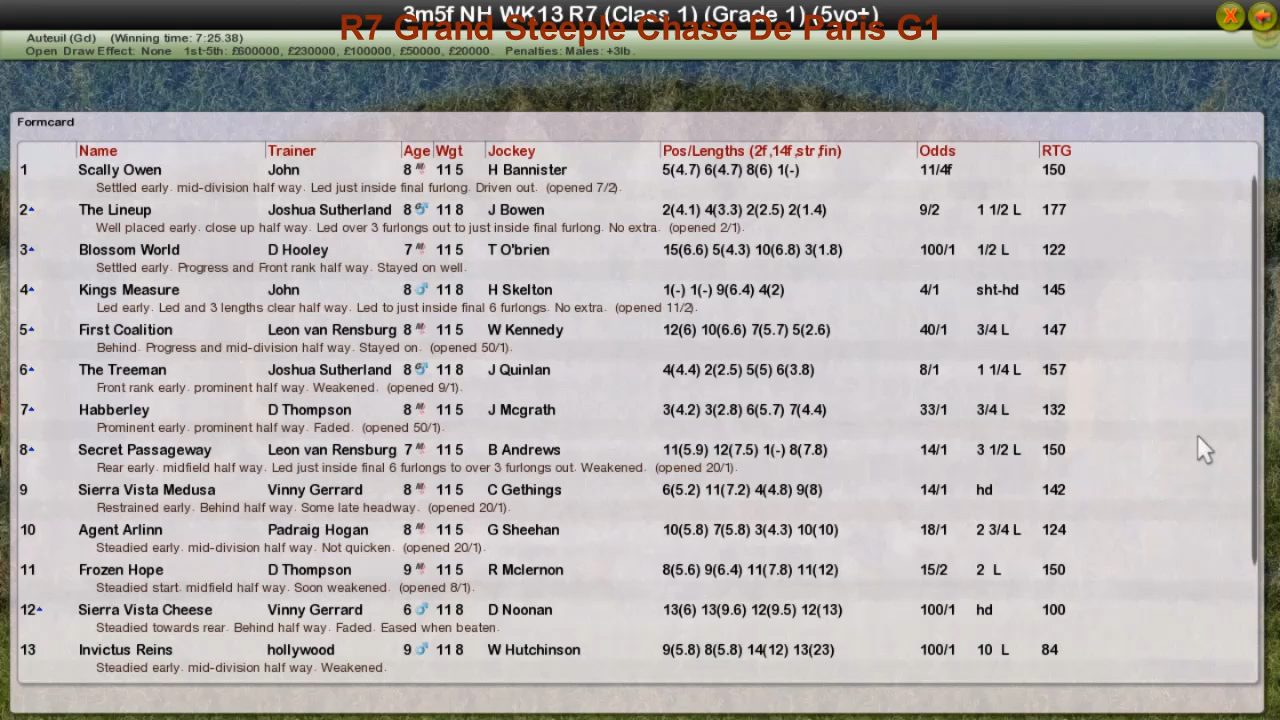 3m5f NH WK13 R7 (Class 1) (Grade 1) (5yo+)
R7 Grand Steeple Chase De Paris G1
Auteuil (Gd) (Winning time: 7:25.38)
Open Draw Effect: None 1st-5th: £600000, £230000, £100000, £50000, £20000. Penalties: Males: +3lb.
Formcard
Name Trainer Age Wgt Jockey Pos/Lengths (2f,14f,str,fin) Odds RTG
1 Scally Owen John 8 11 5 H Bannister 5(4.7) 6(4.7) 8(6) 1(-) 11/4f 150
Settled early. mid-division half way. Led just inside final furlong. Driven out. (opened 7/2).
2 The Lineup Joshua Sutherland 8 11 8 J Bowen 2(4.1) 4(3.3) 2(2.5) 2(1.4) 9/2 1 1/2 L 177
Well placed early. close up half way. Led over 3 furlongs out to just inside final furlong. No extra. (opened 2/1).
3 Blossom World D Hooley 7 11 5 T O'brien 15(6.6) 5(4.3) 10(6.8) 3(1.8) 100/1 1/2 L 122
Settled early. Progress and Front rank half way. Stayed on well.
4 Kings Measure John 8 11 8 H Skelton 1(-) 1(-) 9(6.4) 4(2) 4/1 sht-hd 145
Led early. Led and 3 lengths clear half way. Led to just inside final 6 furlongs. No extra. (opened 11/2).
5 First Coalition Leon van Rensburg 8 11 5 W Kennedy 12(6) 10(6.6) 7(5.7) 5(2.6) 40/1 3/4 L 147
Behind. Progress and mid-division half way. Stayed on. (opened 50/1).
6 The Treeman Joshua Sutherland 8 11 8 J Quinlan 4(4.4) 2(2.5) 5(5) 6(3.8) 8/1 1 1/4 L 157
Front rank early. prominent half way. Weakened. (opened 9/1).
7 Habberley D Thompson 8 11 5 J Mcgrath 3(4.2) 3(2.8) 6(5.7) 7(4.4) 33/1 3/4 L 132
Prominent early. prominent half way. Faded. (opened 50/1).
8 Secret Passageway Leon van Rensburg 7 11 5 B Andrews 11(5.9) 12(7.5) 1(-) 8(7.8) 14/1 3 1/2 L 150
Rear early. midfield half way. Led just inside final 6 furlongs to over 3 furlongs out. Weakened. (opened 20/1).
9 Sierra Vista Medusa Vinny Gerrard 8 11 5 C Gethings 6(5.2) 11(7.2) 4(4.8) 9(8) 14/1 hd 142
Restrained early. Behind half way. Some late headway. (opened 20/1).
10 Agent Arlinn Padraig Hogan 8 11 5 G Sheehan 10(5.8) 7(5.8) 3(4.3) 10(10) 18/1 2 3/4 L 124
Steadied early. mid-division half way. Not quicken. (opened 20/1).
11 Frozen Hope D Thompson 9 11 5 R Mclernon 8(5.6) 9(6.4) 11(7.8) 11(12) 15/2 2 L 150
Steadied start. midfield half way. Soon weakened. (opened 8/1).
12 Sierra Vista Cheese Vinny Gerrard 6 11 8 D Noonan 13(6) 13(9.6) 12(9.5) 12(13) 100/1 hd 100
Steadied towards rear. Behind half way. Faded. Eased when beaten.
13 Invictus Reins hollywood 9 11 8 W Hutchinson 9(5.8) 8(5.8) 14(12) 13(23) 100/1 10 L 84
Steadied early. mid-division half way. Weakened.